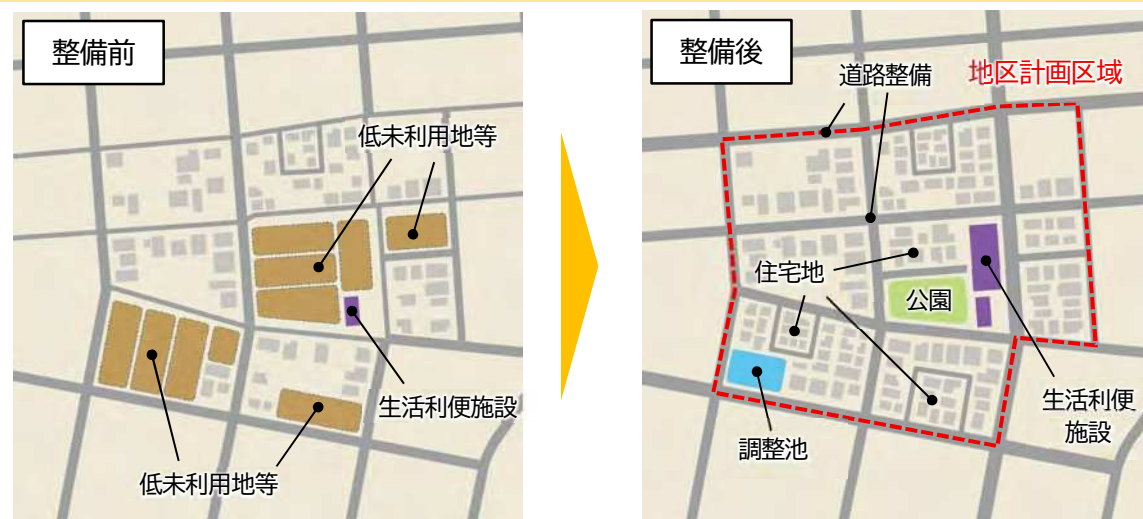 整備前
低未利用地等
生活利便施設
低未利用地等
整備後
道路整備
地区計画区域
住宅地
公園
生活利便
施設
調整池